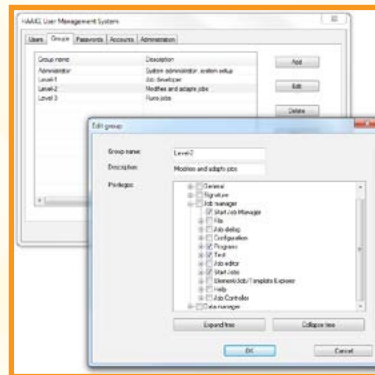 HAAKE User Management System
Users Groups Passwords Accounts Administration
Group name Description
Administrator System administrator, system setup
Level-1 Job developer
Level-2 Modifies and adapts jobs
Level 3 Runs jobs
Add
Edit
Delete
Edit group
Group name: Level-2
Description: Modifies and adapts jobs
Privileges:
General
Signature
Job manager
Start Job Manager
File
Job dialog
Configuration
Programs
Test
Job editor
Start Jobs
Element/Job/Template Explorer
Help
Job Controller
Data manager
Expand tree Collapse tree
OK Cancel